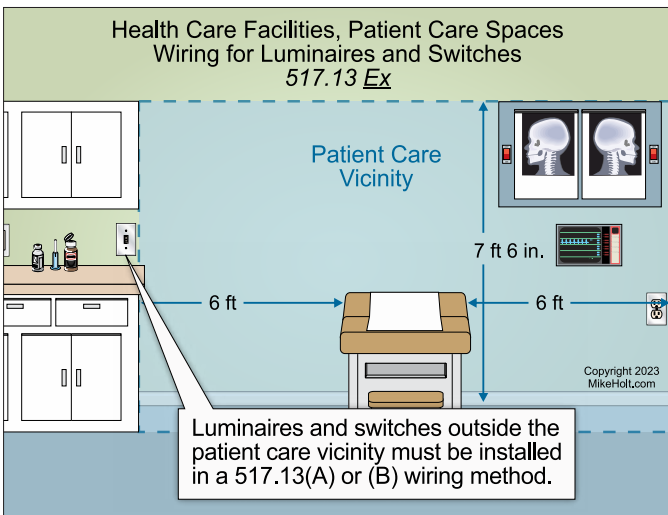 Health Care Facilities, Patient Care Spaces
Wiring for Luminaires and Switches
517.13 Ex
Patient Care
Vicinity
7 ft 6 in.
6 ft
6 ft
Copyright 2023
MikeHolt.com
Luminaires and switches outside the
patient care vicinity must be installed
in a 517.13(A) or (B) wiring method.